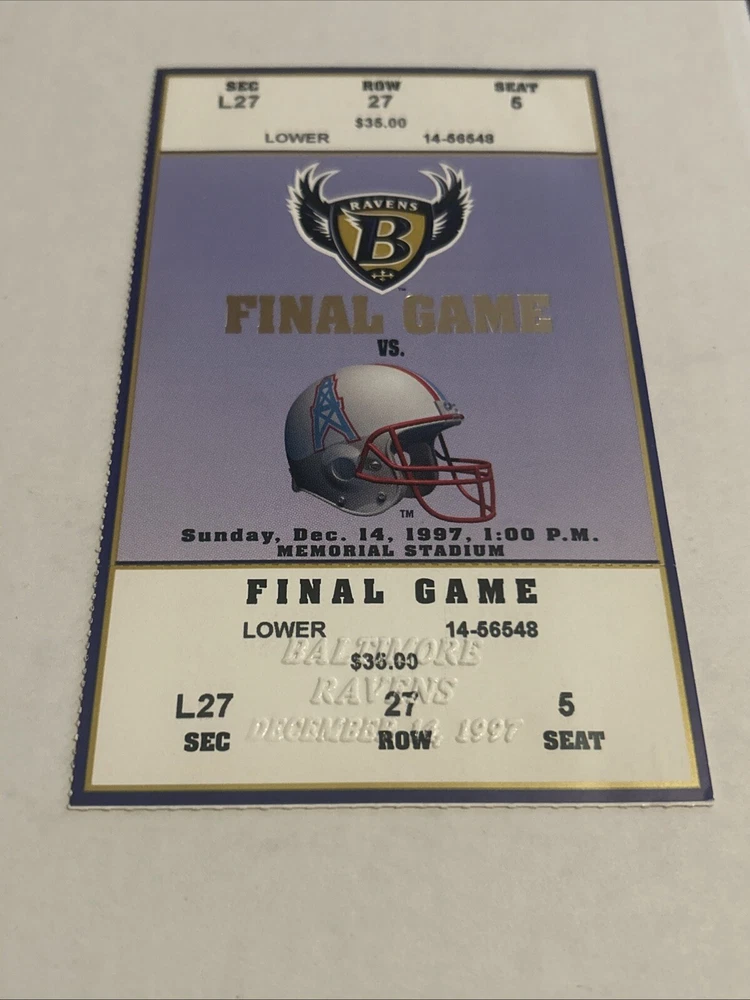 SEC ROW SEAT
L27 27 5
$35.00
LOWER 14-56548
RAVENS
B
™
FINAL GAME
VS.
TM
Sunday, Dec. 14, 1997, 1:00 P.M.
MEMORIAL STADIUM
FINAL GAME
LOWER 14-56548
BALTIMORE
$35.00
RAVENS
L27 27 5
DECEMBER 14, 1997
SEC ROW SEAT